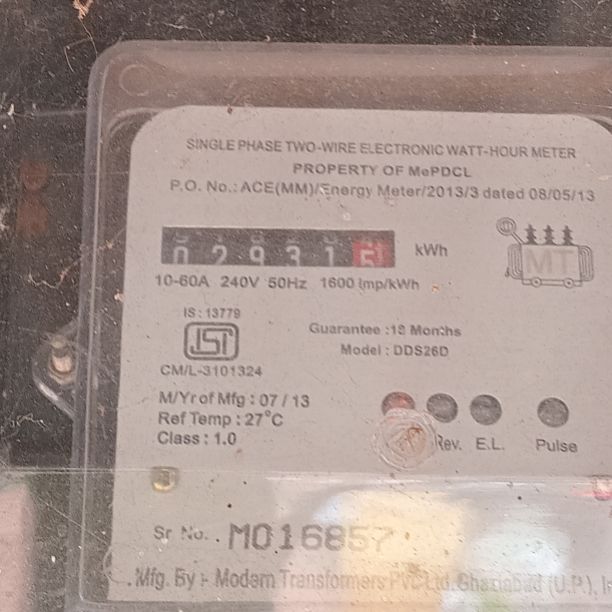 SINGLE PHASE TWO-WIRE ELECTRONIC WATT-HOUR METER
PROPERTY OF MePDCL
P.O. No.: ACE(MM)/Energy Meter/2013/3 dated 08/05/13
0 2 9 3 1 5 kWh
MT
10-60A 240V 50Hz 1600 imp/kWh
IS : 13779
ISI
CM/L-3101324
Guarantee :18 Months
Model : DDS26D
M/Yr of Mfg : 07 / 13
Ref Temp : 27°C
Class : 1.0
Rev. E.L. Pulse
Sr No. . M016857
Mfg. By :- Modern Transformers Pvt. Ltd. Ghaziabad (U.P.),